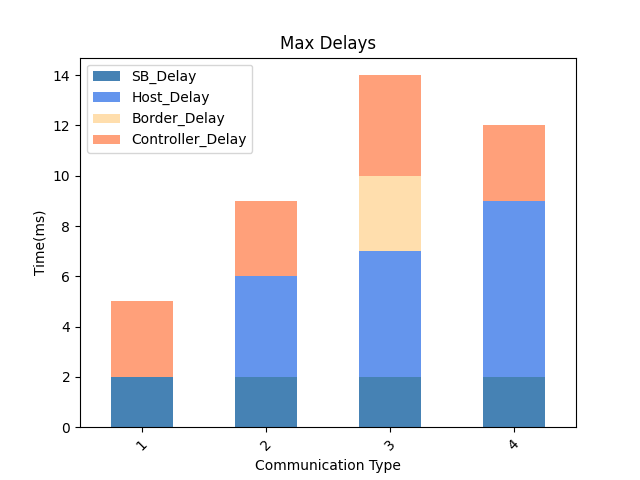 Max Delays
SB_Delay
Host_Delay
Border_Delay
Controller_Delay
Time(ms)
14
12
10
8
6
4
2
0
1
2
3
4
Communication Type